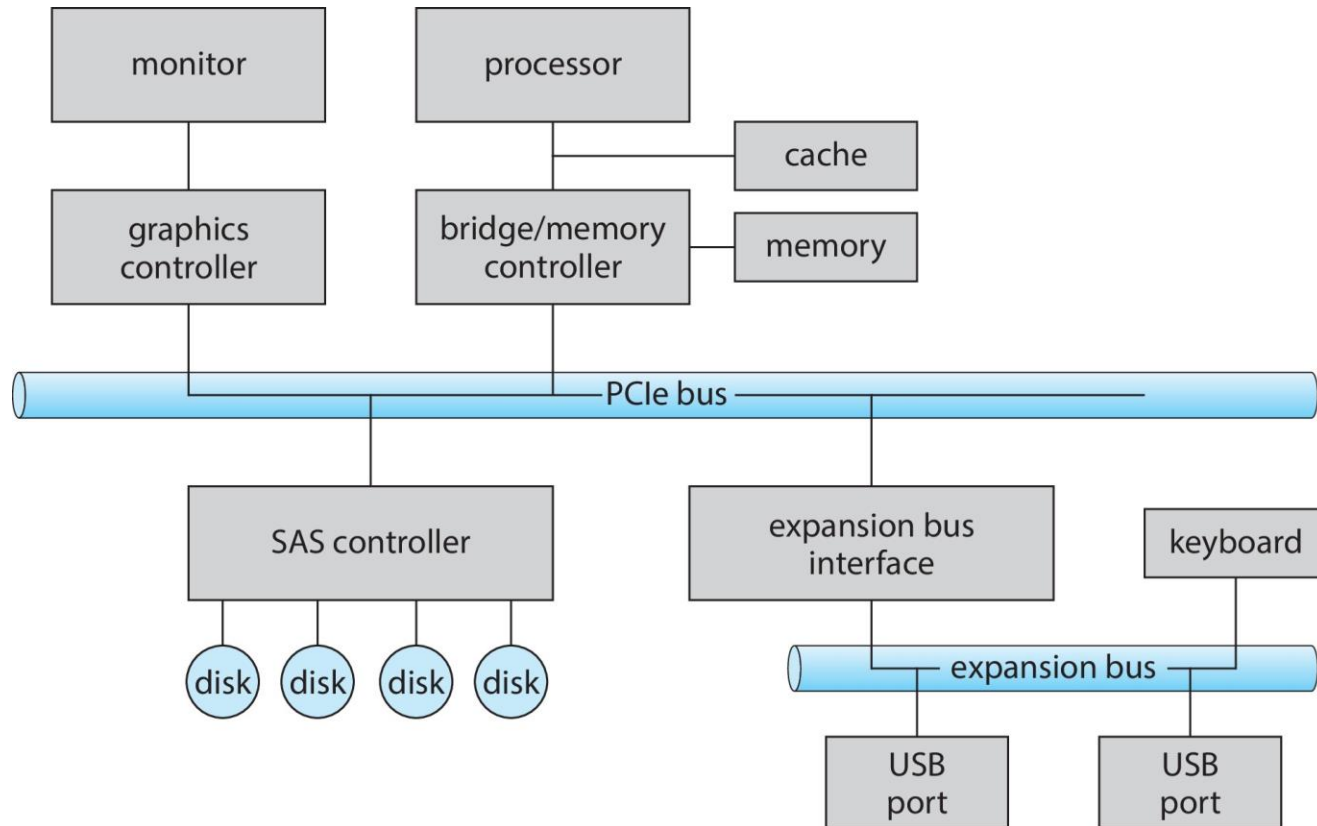 monitor
processor
cache
graphics
controller
bridge/memory
controller
memory
PCIe bus
SAS controller
expansion bus
interface
keyboard
disk
disk
disk
disk
expansion bus
USB
port
USB
port